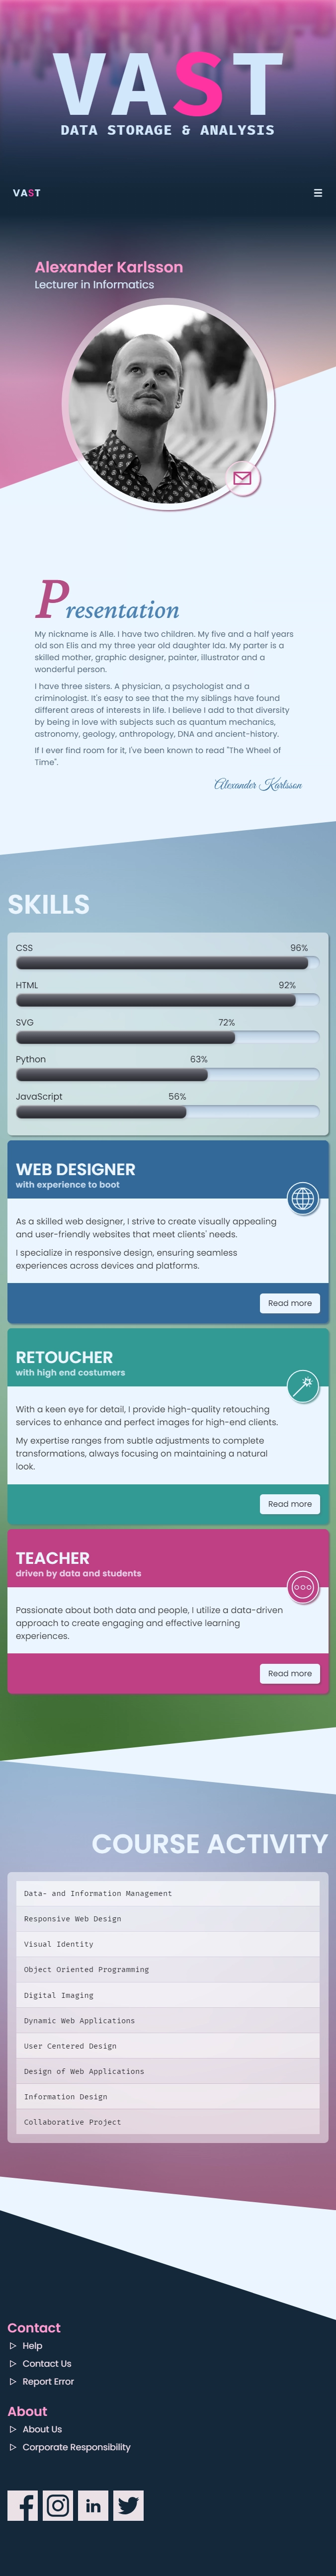 VAST
DATA STORAGE & ANALYSIS
VAST
Alexander Karlsson
Lecturer in Informatics
Presentation
My nickname is Alle. I have two children. My five and a half years
old son Elis and my three year old daughter Ida. My parter is a
skilled mother, graphic designer, painter, illustrator and a
wonderful person.
I have three sisters. A physician, a psychologist and a
criminologist. It's easy to see that the my siblings have found
different areas of interests in life. I believe I add to that diversity
by being in love with subjects such as quantum mechanics,
astronomy, geology, anthropology, DNA and ancient-history.
If I ever find room for it, I've been known to read "The Wheel of
Time".
Alexander Karlsson
SKILLS
CSS 96%
HTML 92%
SVG 72%
Python 63%
JavaScript 56%
WEB DESIGNER
with experience to boot
As a skilled web designer, I strive to create visually appealing
and user-friendly websites that meet clients' needs.
I specialize in responsive design, ensuring seamless
experiences across devices and platforms.
Read more
RETOUCHER
with high end costumers
With a keen eye for detail, I provide high-quality retouching
services to enhance and perfect images for high-end clients.
My expertise ranges from subtle adjustments to complete
transformations, always focusing on maintaining a natural
look.
Read more
TEACHER
driven by data and students
Passionate about both data and people, I utilize a data-driven
approach to create engaging and effective learning
experiences.
Read more
COURSE ACTIVITY
Data- and Information Management
Responsive Web Design
Visual Identity
Object Oriented Programming
Digital Imaging
Dynamic Web Applications
User Centered Design
Design of Web Applications
Information Design
Collaborative Project
Contact
Help
Contact Us
Report Error
About
About Us
Corporate Responsibility